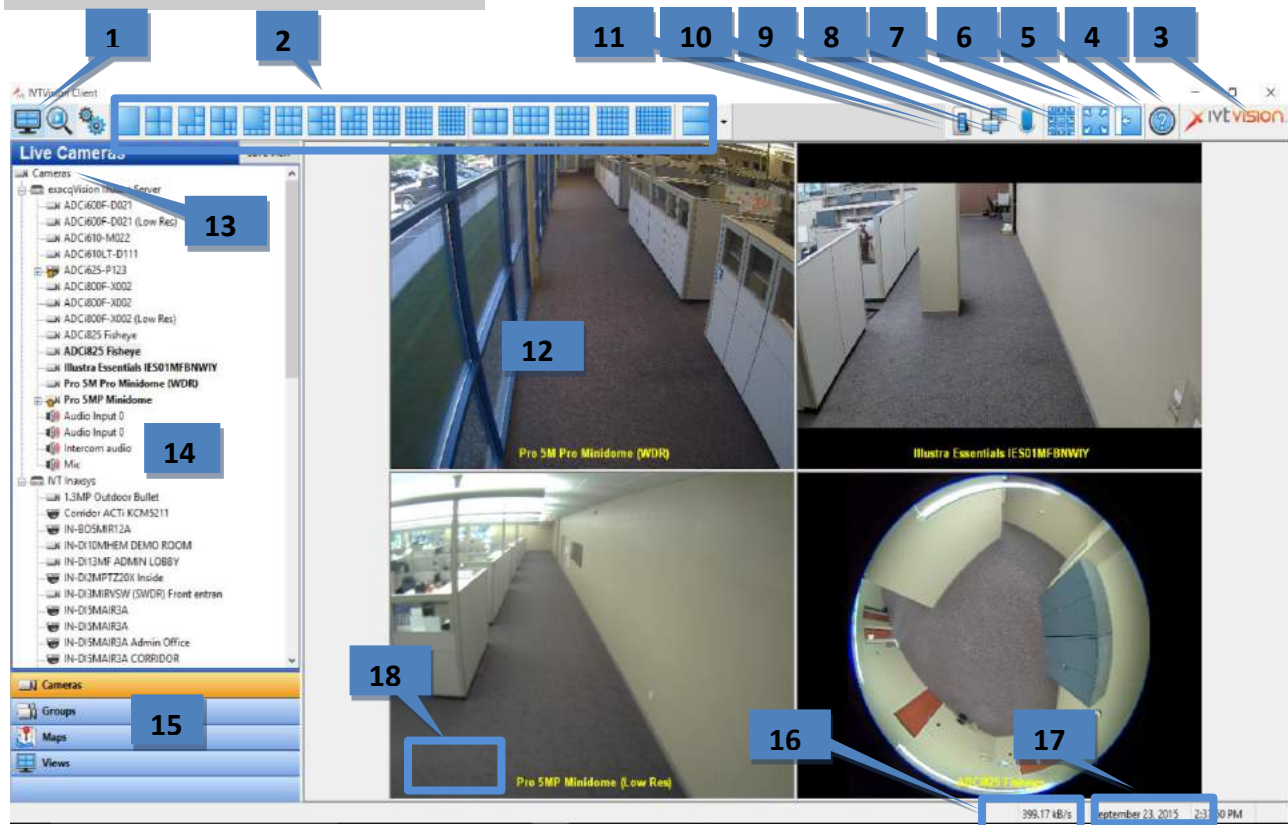 1
2
11
10
9
8
7
6
5
4
3
IVTVision Client
ivtvision
Live Cameras
Cameras
ADCi600F-D021
ADCi600F-D021 (Low Res)
ADCi610-M022
ADCi610LT-D111
ADCi625-P123
ADCi800F-X002
ADCi800F-X002
ADCi800F-X002 (Low Res)
ADCi825 Fisheye
ADCi825 Fisheye
Illustra Essentials IES01MFBNWIY
Pro 5M Pro Minidome (WDR)
Pro 5MP Minidome
Audio Input 0
Audio Input 0
Intercom audio
Mic
IVT Inaxsys
1.3MP Outdoor Bullet
Corridor ACTi KCM5211
IN-BO5MIR12A
IN-DI10MHEM DEMO ROOM
IN-DI13MF ADMIN LOBBY
IN-DI2MPTZ20X Inside
IN-DI3MIRVSW (SWDR) Front entran
IN-DI5MAIR3A
IN-DI5MAIR3A
IN-DI5MAIR3A Admin Office
IN-DI5MAIR3A CORRIDOR
13
14
Cameras
Groups
Maps
Views
15
12
Pro 5M Pro Minidome (WDR)
Illustra Essentials IES01MFBNWIY
18
Pro 5MP Minidome (Low Res)
16
17
ADCi825 Fisheye
399.17 kB/s
eptember 23, 2015
PM